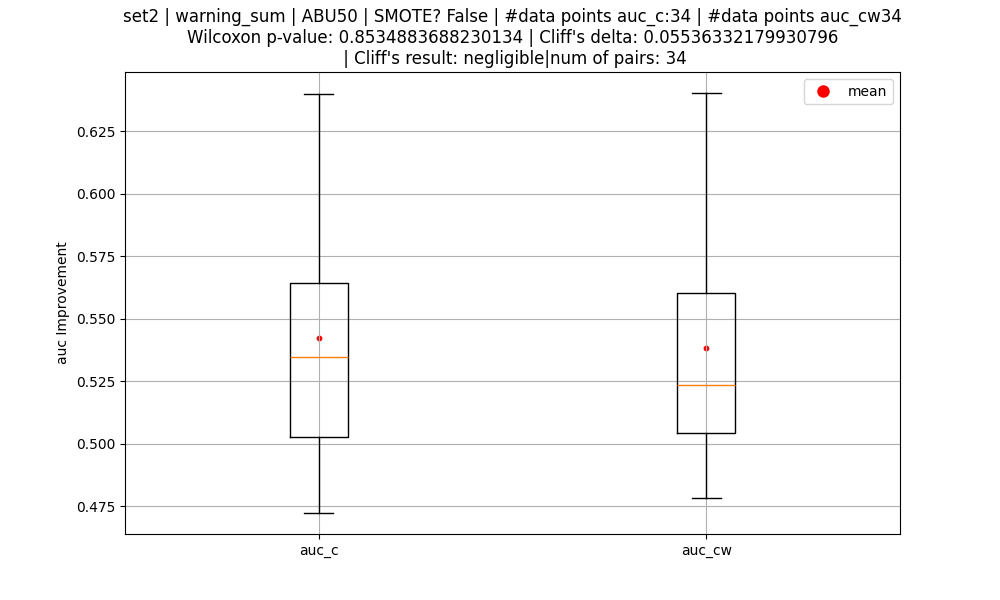 set2 | warning_sum | ABU50 | SMOTE? False | #data points auc_c:34 | #data points auc_cw34
Wilcoxon p-value: 0.8534883688230134 | Cliff's delta: 0.05536332179930796
| Cliff's result: negligible|num of pairs: 34
mean
auc Improvement
0.625
0.600
0.575
0.550
0.525
0.500
0.475
auc_c
auc_cw